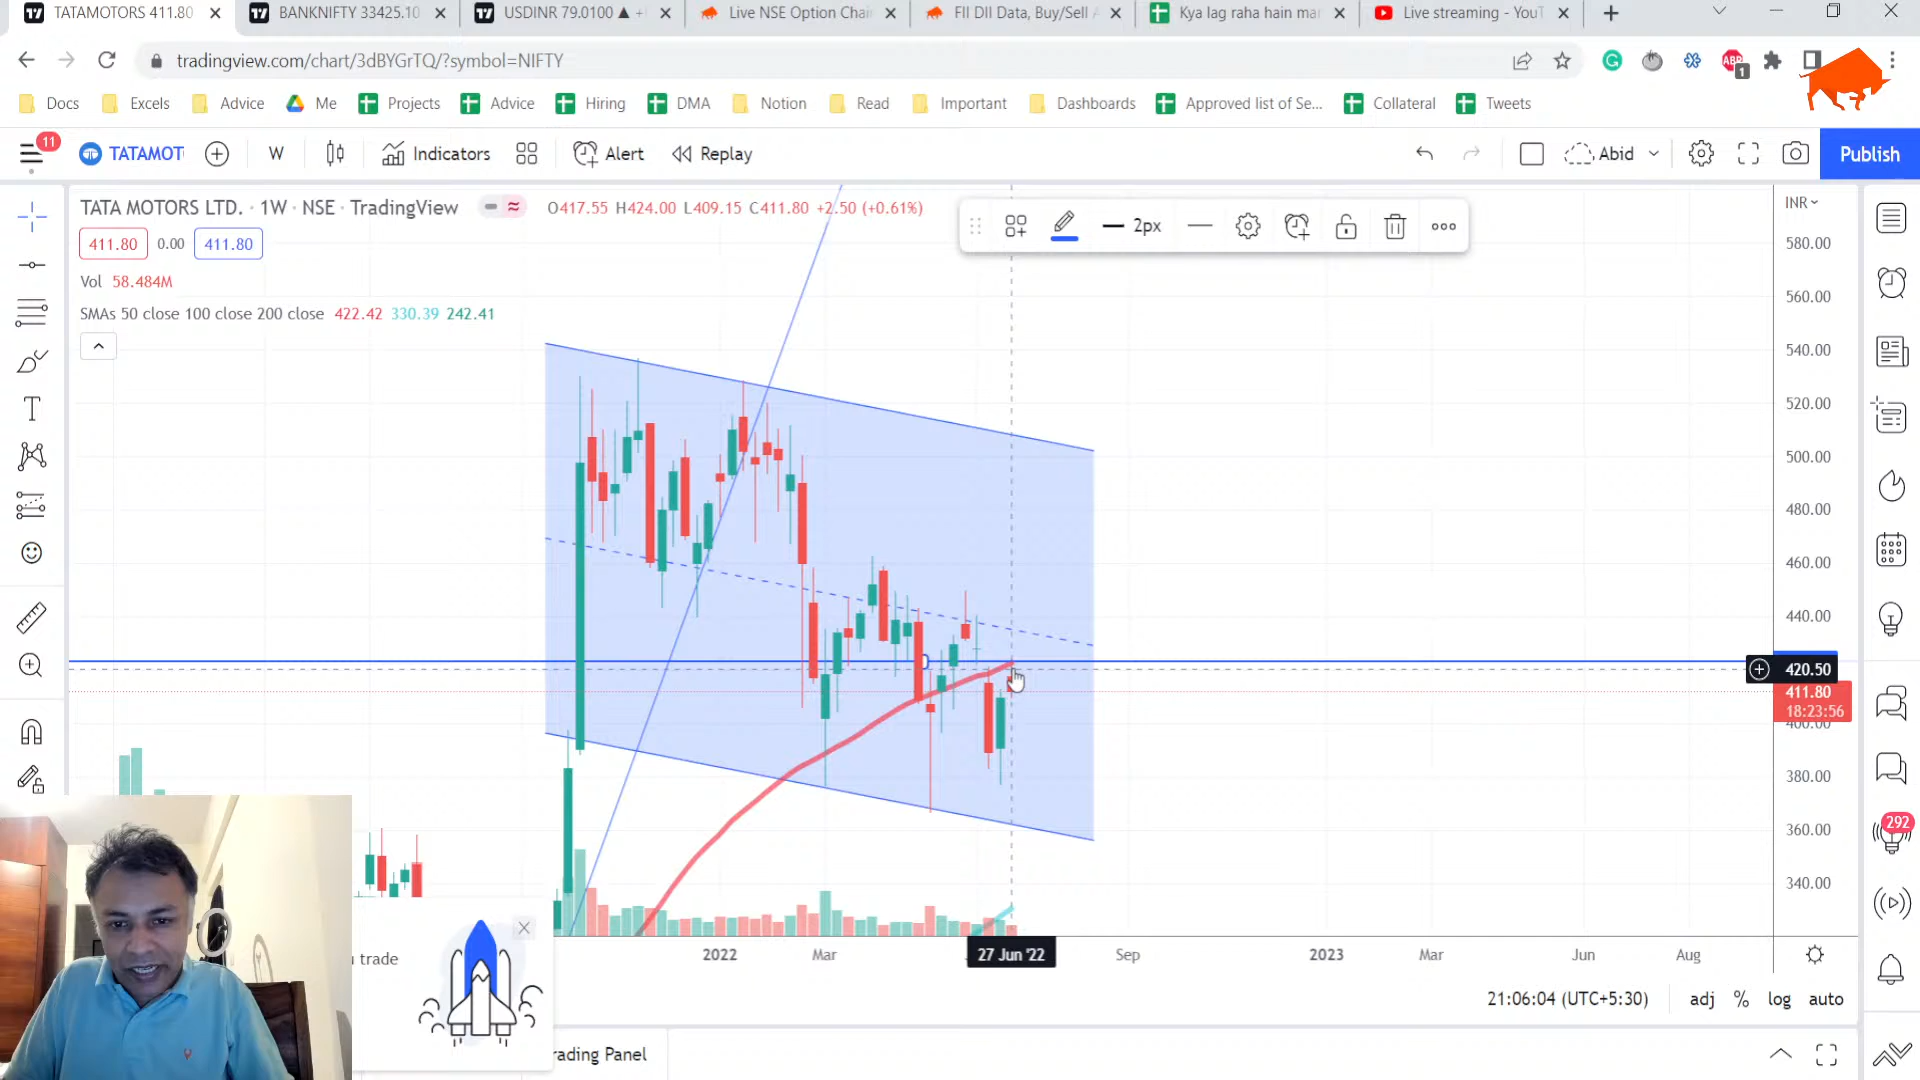 TATAMOTORS 411.80
BANKNIFTY 33425.10
USDINR 79.0100 ▲ +
Live NSE Option Chai
FII DII Data, Buy/Sell
Kya lag raha hain ma
Live streaming - YouT
tradingview.com/chart/3dBYGrTQ/?symbol=NIFTY
ABP
1
Docs
Excels
Advice
Me
Projects
Advice
Hiring
DMA
Notion
Read
Important
Dashboards
Approved list of Se...
Collateral
Tweets
11
TATAMOT
W
Indicators
Alert
Replay
Abid
Publish
TATA MOTORS LTD. · 1W · NSE · TradingView
O417.55 H424.00 L409.15 C411.80 +2.50 (+0.61%)
411.80
0.00
411.80
Vol 58.484M
SMAs 50 close 100 close 200 close 422.42 330.39 242.41
2px
INR
580.00
560.00
540.00
520.00
500.00
480.00
460.00
440.00
420.50
411.80
18:23:56
400.00
380.00
360.00
340.00
292
2022
Mar
27 Jun '22
Sep
2023
Mar
Jun
Aug
trade
21:06:04 (UTC+5:30)
adj
%
log
auto
rading Panel